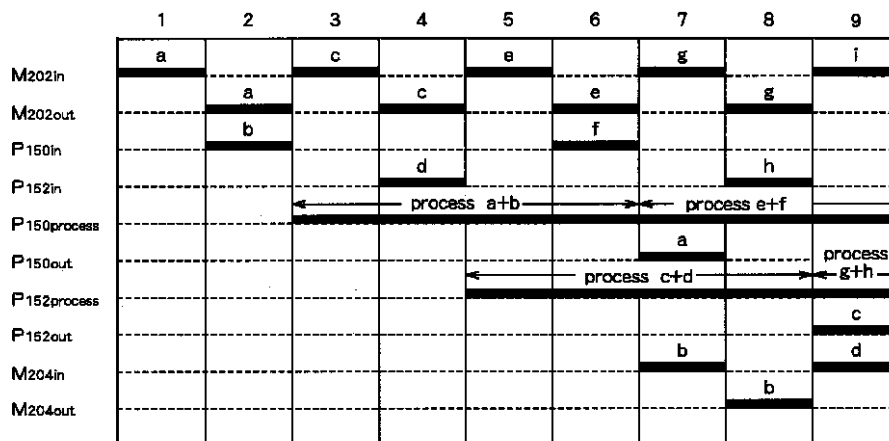 1 2 3 4 5 6 7 8 9
M202in a c e g i
M202out a c e g
P150in b f
P152in d h
P150process process a+b process e+f
P150out a
P152process process c+d process g+h
P152out c
M204in b d
M204out b